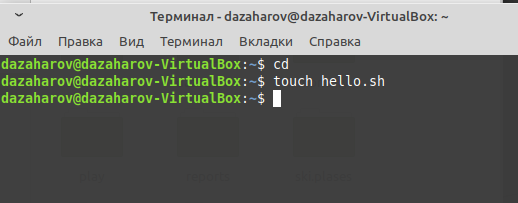 Терминал - dazaharov@dazaharov-VirtualBox: ~
Файл Правка Вид Терминал Вкладки Справка
dazaharov@dazaharov-VirtualBox:~$ cd
dazaharov@dazaharov-VirtualBox:~$ touch hello.sh
dazaharov@dazaharov-VirtualBox:~$